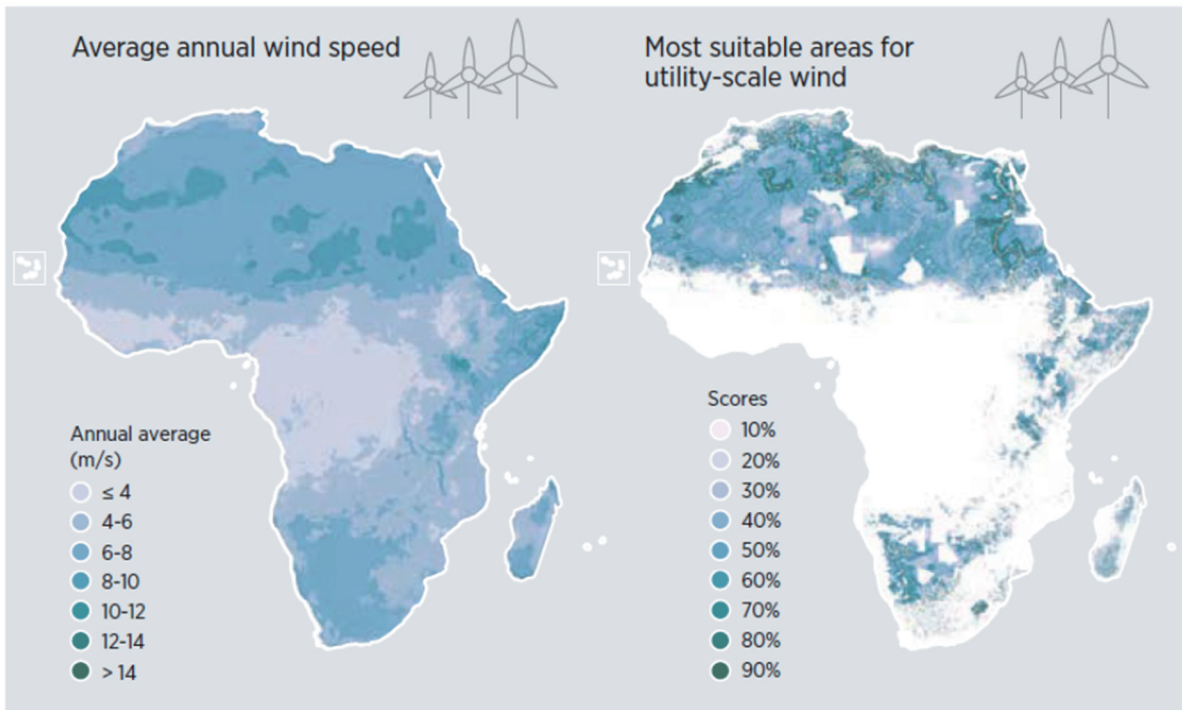 Average annual wind speed
Annual average
(m/s)
≤ 4
4-6
6-8
8-10
10-12
12-14
> 14
Most suitable areas for
utility-scale wind
Scores
10%
20%
30%
40%
50%
60%
70%
80%
90%